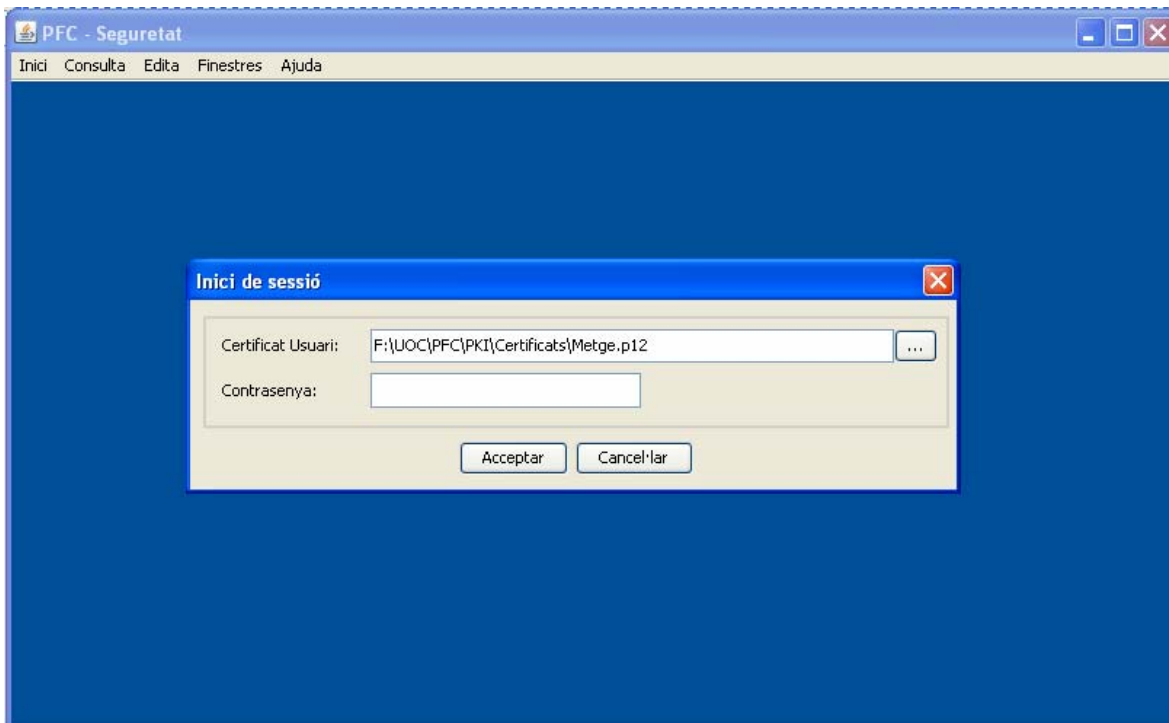 PFC - Seguretat
Inici Consulta Edita Finestres Ajuda
Inici de sessió
Certificat Usuari: F:\UOC\PFC\PKI\Certificats\Metge.p12 ...
Contrasenya:
Acceptar Cancel·lar